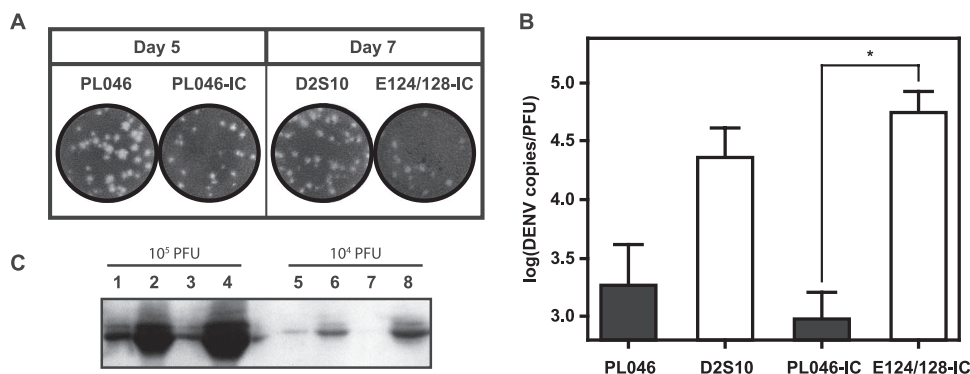 A
Day 5 Day 7
PL046 PL046-IC D2S10 E124/128-IC
B
log(DENV copies/PFU)
5.0
4.5
4.0
3.5
3.0
*
PL046 D2S10 PL046-IC E124/128-IC
C
10⁵ PFU 10⁴ PFU
1 2 3 4 5 6 7 8